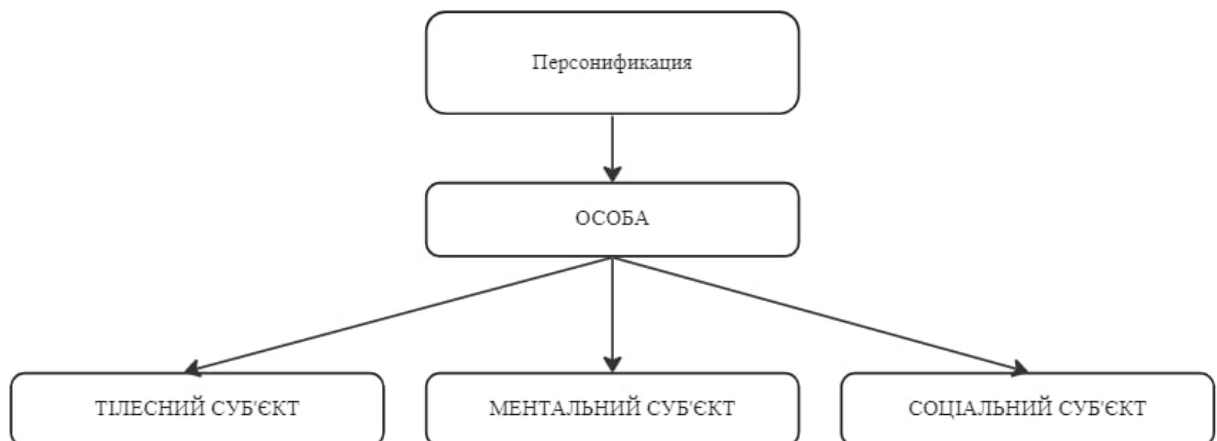 Персонификация
ОСОБА
ТІЛЕСНИЙ СУБ'ЄКТ
МЕНТАЛЬНИЙ СУБ'ЄКТ
СОЦІАЛЬНИЙ СУБ'ЄКТ